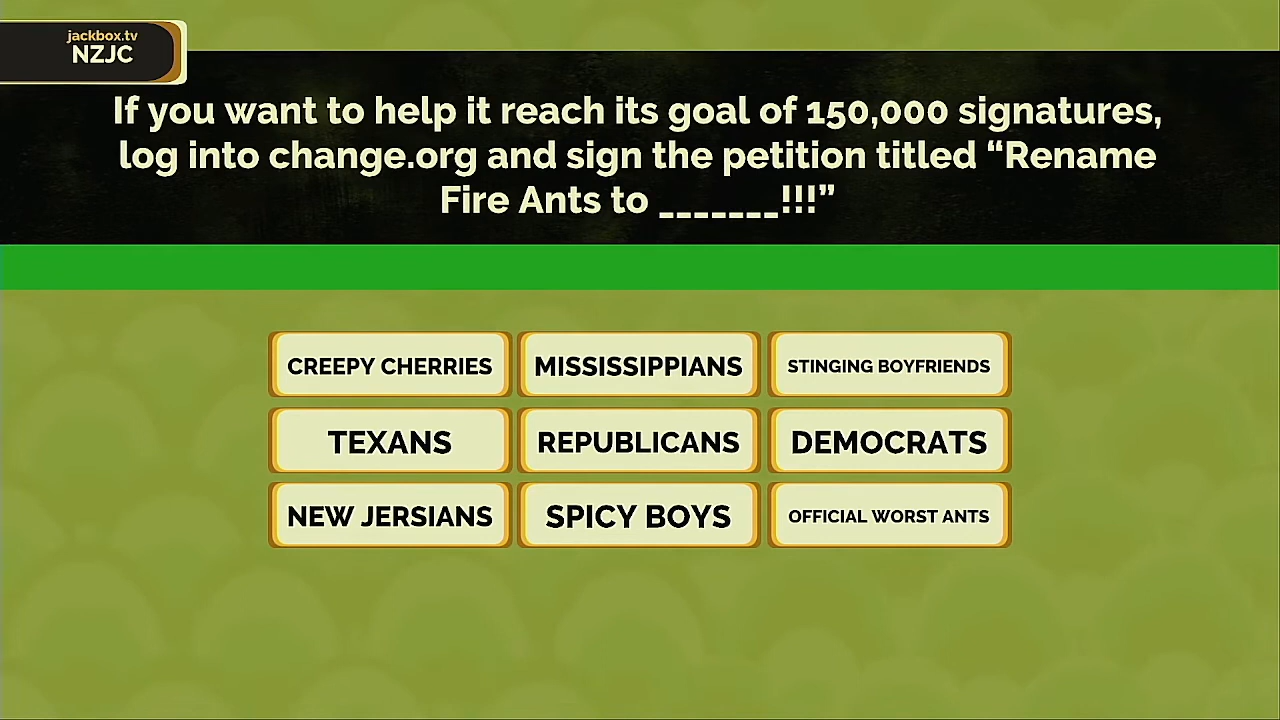 jackbox.tv
NZJC
If you want to help it reach its goal of 150,000 signatures,
log into change.org and sign the petition titled “Rename
Fire Ants to _______!!!”
CREEPY CHERRIES
MISSISSIPPIANS
STINGING BOYFRIENDS
TEXANS
REPUBLICANS
DEMOCRATS
NEW JERSIANS
SPICY BOYS
OFFICIAL WORST ANTS